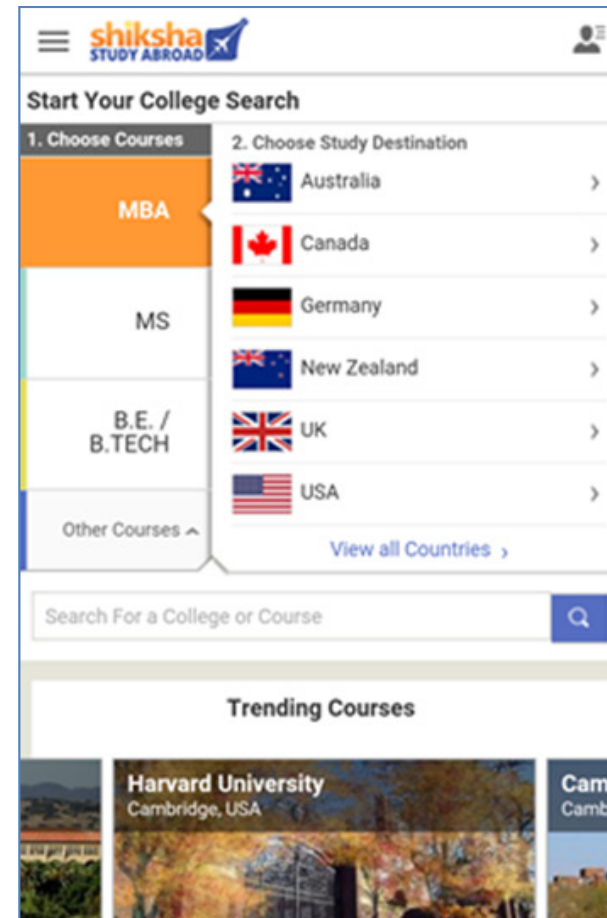 shiksha
STUDY ABROAD
Start Your College Search
1. Choose Courses
MBA
MS
B.E. /
B.TECH
Other Courses
2. Choose Study Destination
Australia
Canada
Germany
New Zealand
UK
USA
View all Countries
Search For a College or Course
Trending Courses
Harvard University
Cambridge, USA
Cam
Camb